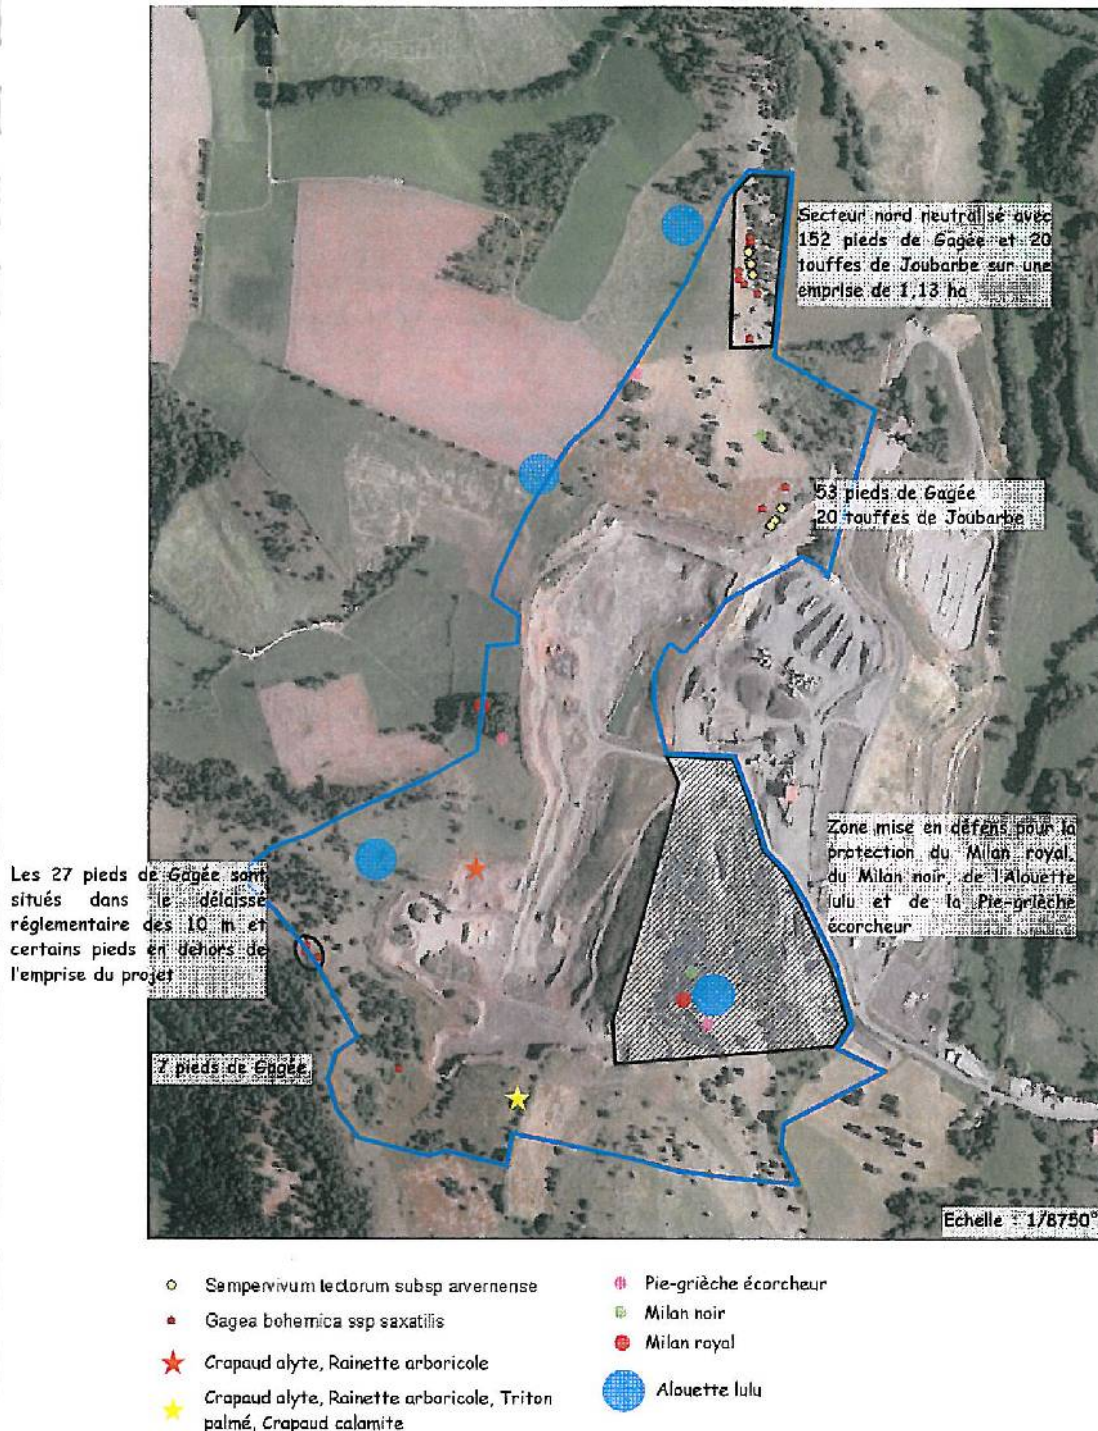 Secteur nord neutralisé avec
152 pieds de Gagée et 20
touffes de Joubarbe sur une
emprise de 1,13 ha
53 pieds de Gagée
20 touffes de Joubarbe
Zone mise en défens pour la
protection du Milan royal,
du Milan noir, de l'Alouette
lulu et de la Pie-grièche
écorcheur
Les 27 pieds de Gagée sont
situés dans le délaissé
réglementaire des 10 m et
certains pieds en dehors de
l'emprise du projet
7 pieds de Gagée
Echelle : 1/8750°
Sempervivum tectorum subsp arvernense
Gagea bohemica ssp saxatilis
Crapaud alyte, Rainette arboricole
Crapaud alyte, Rainette arboricole, Triton
palmé, Crapaud calamite
Pie-grièche écorcheur
Milan noir
Milan royal
Alouette lulu